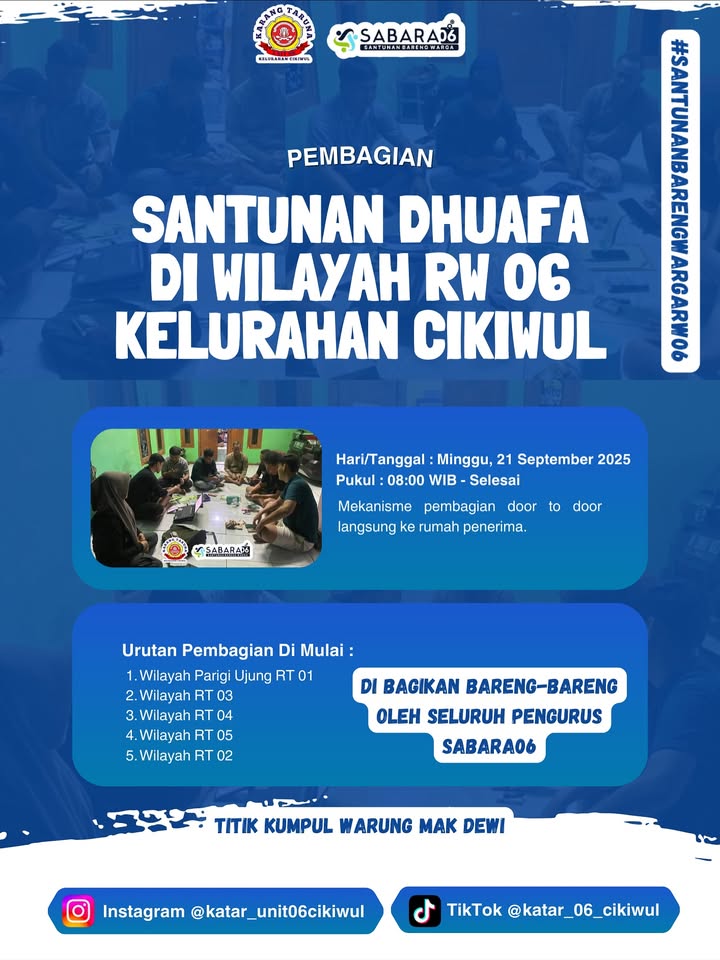 KARANG TARUNA
KELURAHAN CIKIWUL
SABARA06
SANTUNAN BARENG WARGA
#SANTUNANBARENGWARGARW06
PEMBAGIAN
SANTUNAN DHUAFA
DI WILAYAH RW 06
KELURAHAN CIKIWUL
Hari/Tanggal : Minggu, 21 September 2025
Pukul : 08:00 WIB - Selesai
Mekanisme pembagian door to door
langsung ke rumah penerima.
SABARA06
Urutan Pembagian Di Mulai :
1. Wilayah Parigi Ujung RT 01
2. Wilayah RT 03
3. Wilayah RT 04
4. Wilayah RT 05
5. Wilayah RT 02
DI BAGIKAN BARENG-BARENG
OLEH SELURUH PENGURUS
SABARA06
TITIK KUMPUL WARUNG MAK DEWI
Instagram @katar_unit06cikiwul
TikTok @katar_06_cikiwul